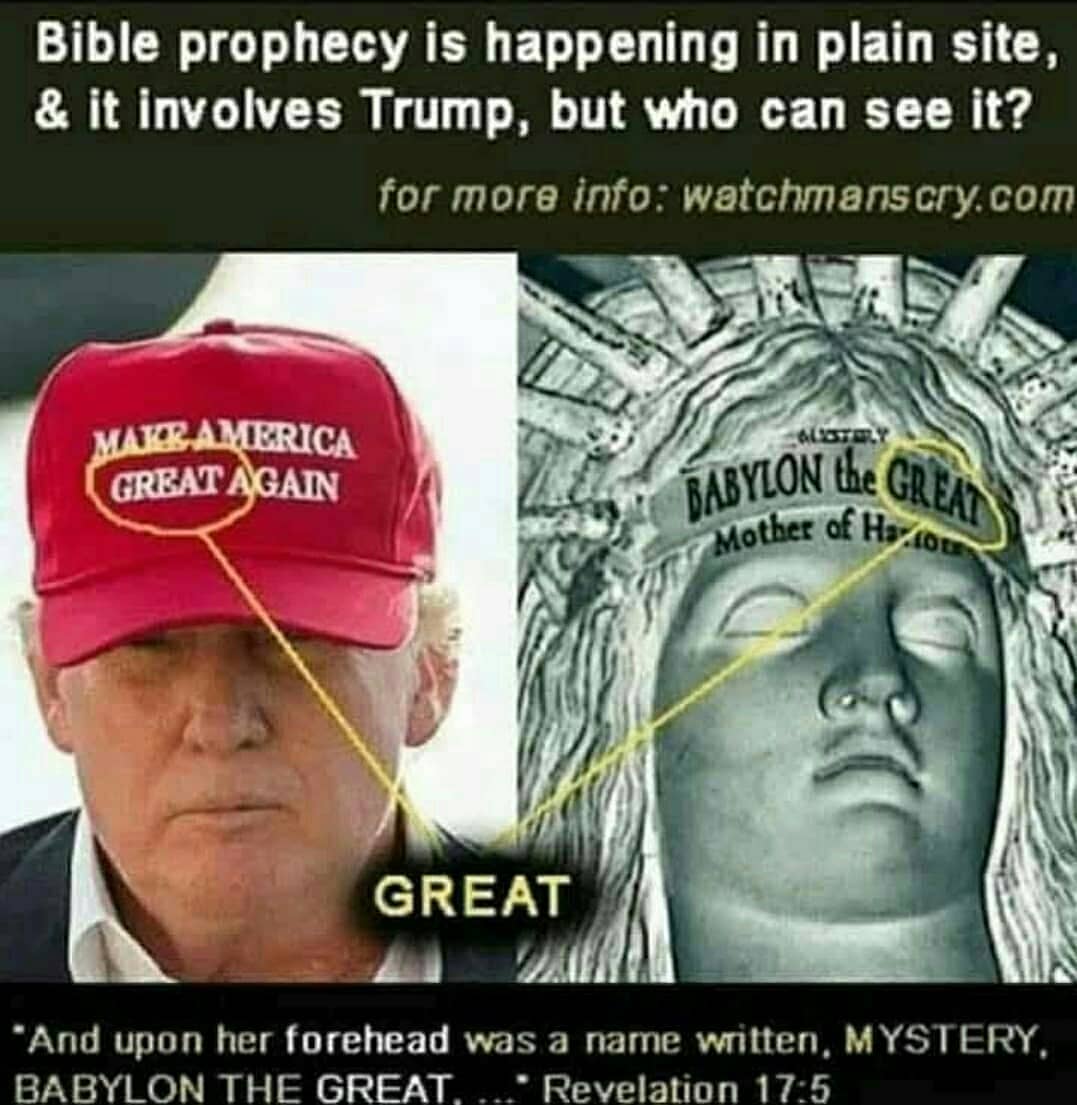 Bible prophecy is happening in plain site,
& it involves Trump, but who can see it?
for more info: watchmanscry.com
MAKE AMERICA
GREAT AGAIN
MYSTERY
BABYLON the GREAT
Mother of Harlots
GREAT
"And upon her forehead was a name written, MYSTERY,
BABYLON THE GREAT, ..." Revelation 17:5